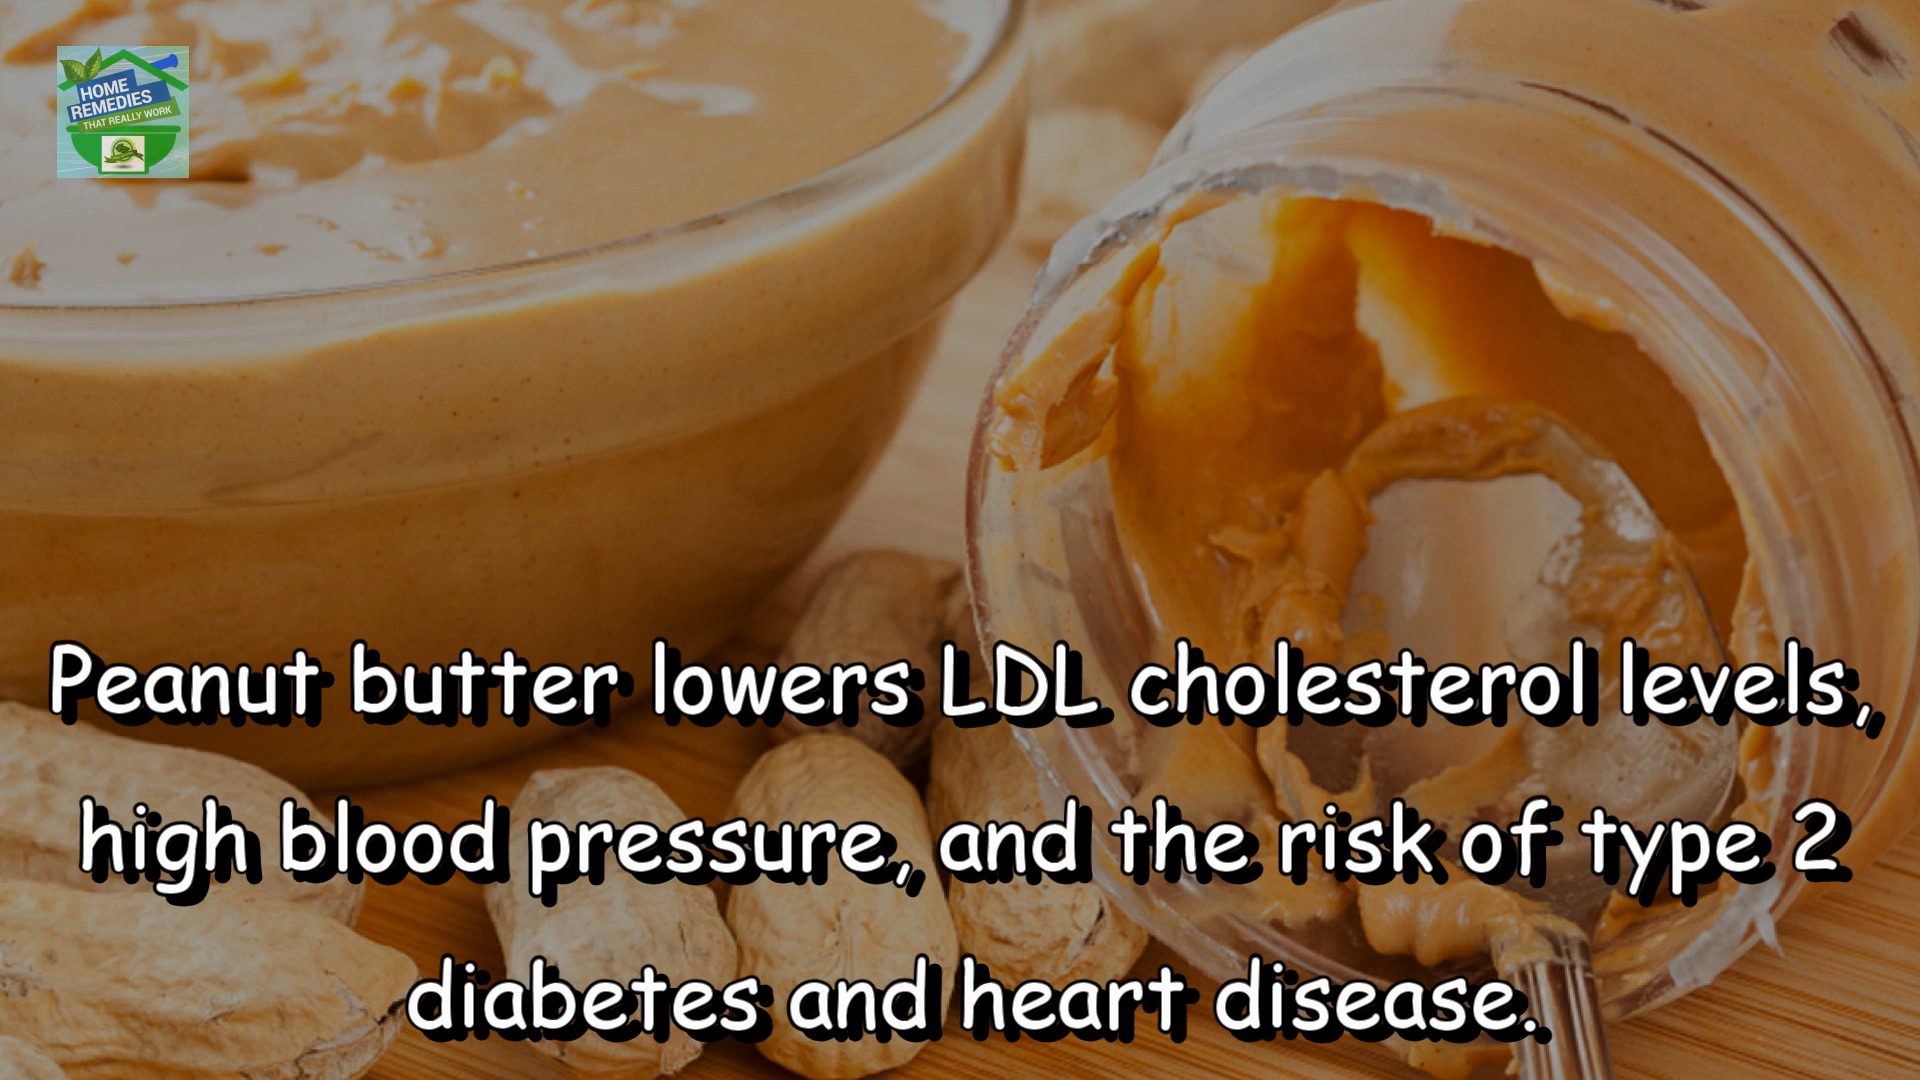 HOME
REMEDIES
THAT REALLY WORK
Peanut butter lowers LDL cholesterol levels,
high blood pressure, and the risk of type 2
diabetes and heart disease.